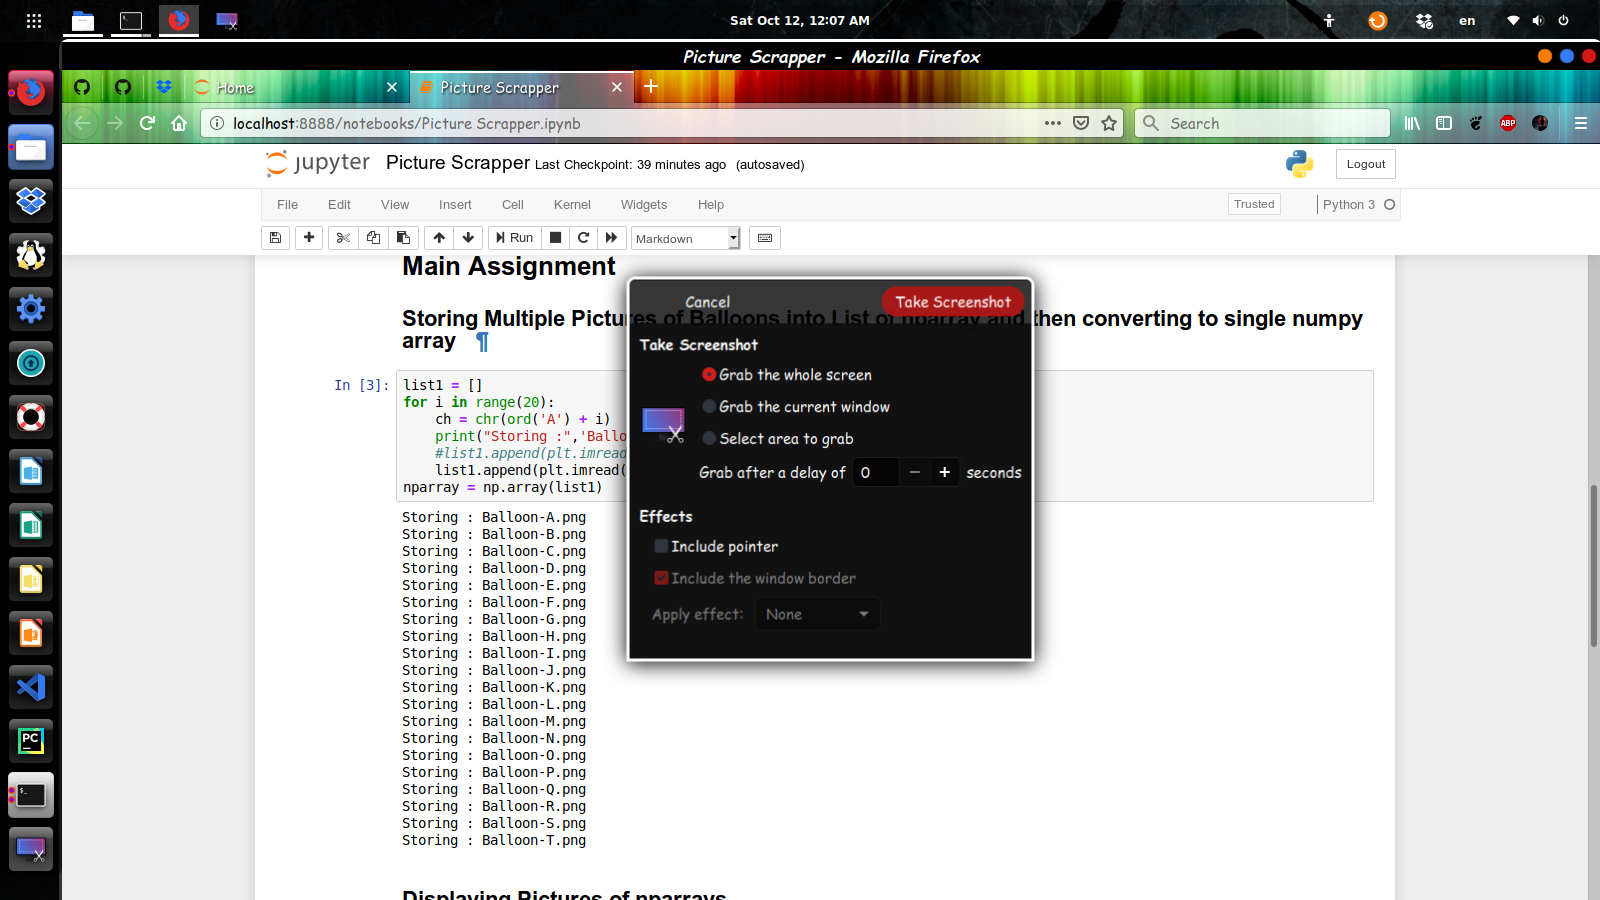 Sat Oct 12, 12:07 AM
en
Picture Scrapper - Mozilla Firefox
Home
Picture Scrapper
localhost:8888/notebooks/Picture Scrapper.ipynb
Search
ABP
jupyter Picture Scrapper Last Checkpoint: 39 minutes ago (autosaved)
Logout
File Edit View Insert Cell Kernel Widgets Help
Trusted
Python 3
Run
Markdown
Main Assignment
Storing Multiple Pictures of Balloons into List of nparray and then converting to single numpy
array ¶
In [3]:
list1 = []
for i in range(20):
    ch = chr(ord('A') + i)
    print("Storing :",'Ballo
    #list1.append(plt.imread
    list1.append(plt.imread(
nparray = np.array(list1)
Storing : Balloon-A.png
Storing : Balloon-B.png
Storing : Balloon-C.png
Storing : Balloon-D.png
Storing : Balloon-E.png
Storing : Balloon-F.png
Storing : Balloon-G.png
Storing : Balloon-H.png
Storing : Balloon-I.png
Storing : Balloon-J.png
Storing : Balloon-K.png
Storing : Balloon-L.png
Storing : Balloon-M.png
Storing : Balloon-N.png
Storing : Balloon-O.png
Storing : Balloon-P.png
Storing : Balloon-Q.png
Storing : Balloon-R.png
Storing : Balloon-S.png
Storing : Balloon-T.png
Displaying Pictures of nparrays
Cancel
Take Screenshot
Take Screenshot
Grab the whole screen
Grab the current window
Select area to grab
Grab after a delay of 0 − + seconds
Effects
Include pointer
Include the window border
Apply effect: None
PC